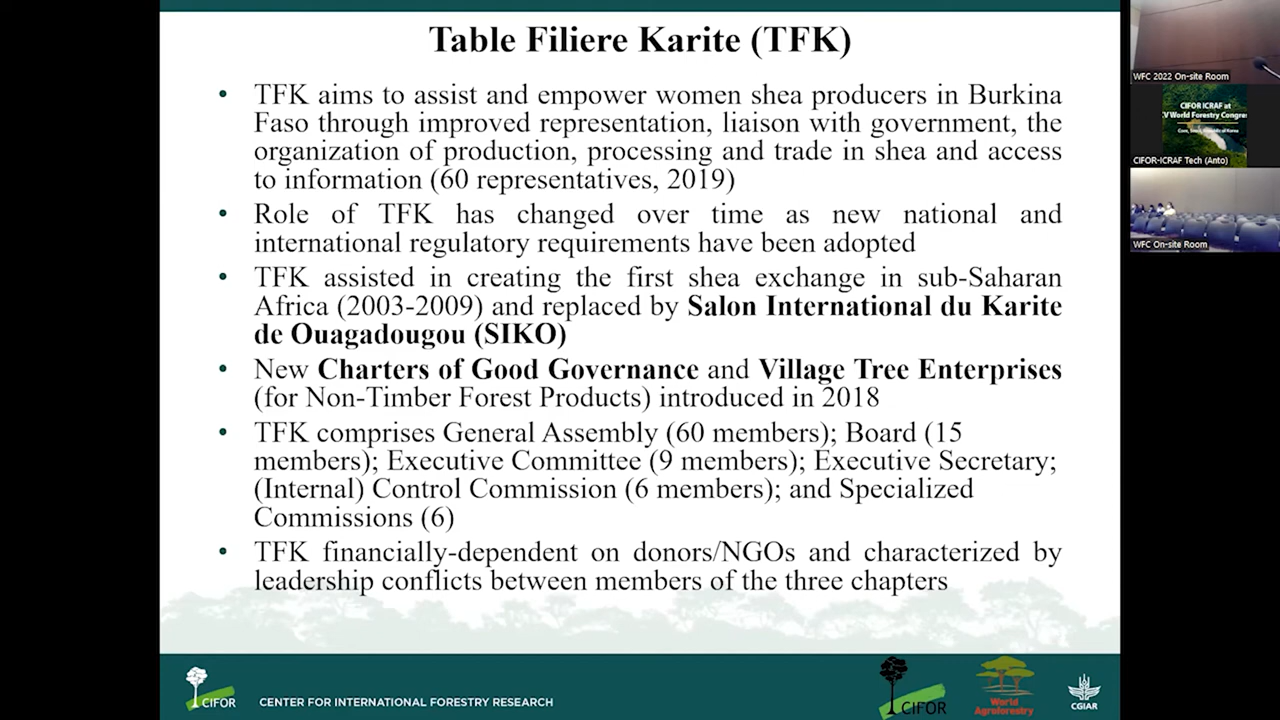 Table Filiere Karite (TFK)
• TFK aims to assist and empower women shea producers in Burkina
Faso through improved representation, liaison with government, the
organization of production, processing and trade in shea and access
to information (60 representatives, 2019)
• Role of TFK has changed over time as new national and
international regulatory requirements have been adopted
• TFK assisted in creating the first shea exchange in sub-Saharan
Africa (2003-2009) and replaced by Salon International du Karite
de Ouagadougou (SIKO)
• New Charters of Good Governance and Village Tree Enterprises
(for Non-Timber Forest Products) introduced in 2018
• TFK comprises General Assembly (60 members); Board (15
members); Executive Committee (9 members); Executive Secretary;
(Internal) Control Commission (6 members); and Specialized
Commissions (6)
• TFK financially-dependent on donors/NGOs and characterized by
leadership conflicts between members of the three chapters
CIFOR
CENTER FOR INTERNATIONAL FORESTRY RESEARCH
CIFOR
World
Agroforestry
CGIAR
WFC 2022 On-site Room
CIFOR ICRAF at
V World Forestry Congre
CIFOR-ICRAF Tech (Anto)
WFC On-site Room